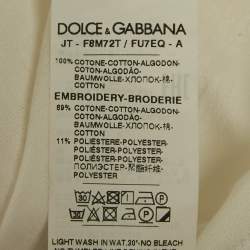 DOLCE & GABBANA
JT - F8M72T / FU7EQ - A
100% COTONE-COTTON-ALGODON-
COTON-ALGODÃO-
BAUMWOLLE-ХЛОПОК-棉-
COTTON
EMBROIDERY-BRODERIE
89% COTONE-COTTON-ALGODON-
COTON-ALGODÃO-
BAUMWOLLE-ХЛОПОК-棉-
COTTON
11% POLIESTERE-POLYESTER-
POLIESTER-POLYESTER-
POLIÉSTER-POLYESTER-
ПОЛИЭСТЕР-聚酯纤维-
POLYESTER
LIGHT WASH IN WAT.30°-NO BLEACH